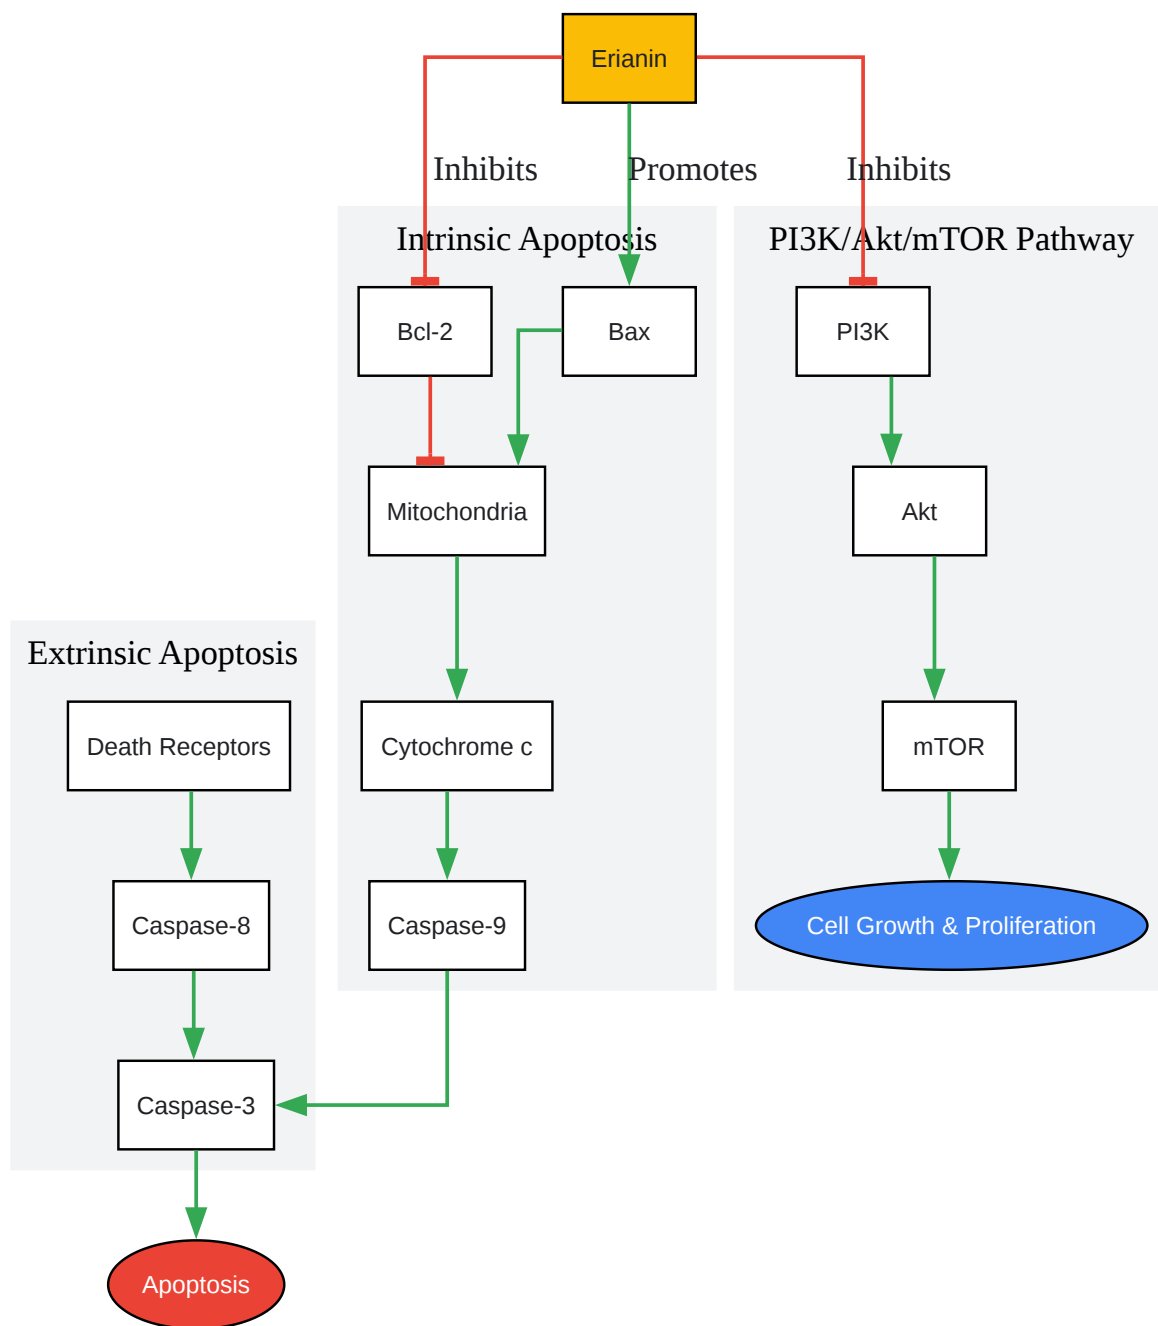 Erianin
Inhibits
Promotes
Inhibits
Intrinsic Apoptosis
PI3K/Akt/mTOR Pathway
Bcl-2
Bax
PI3K
Mitochondria
Akt
Extrinsic Apoptosis
Death Receptors
Cytochrome c
mTOR
Caspase-8
Caspase-9
Cell Growth & Proliferation
Caspase-3
Apoptosis